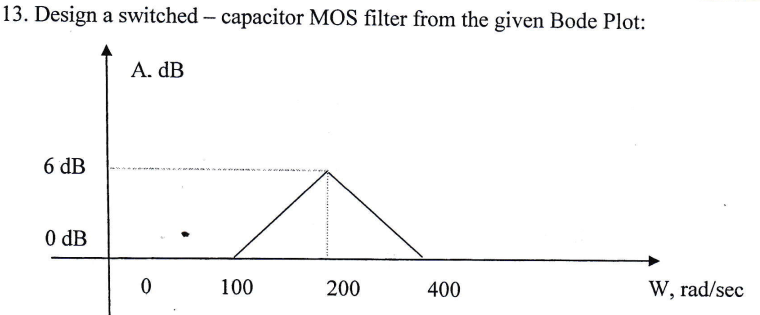 13. Design a switched – capacitor MOS filter from the given Bode Plot:
A. dB
6 dB
0 dB
0 100 200 400 W, rad/sec